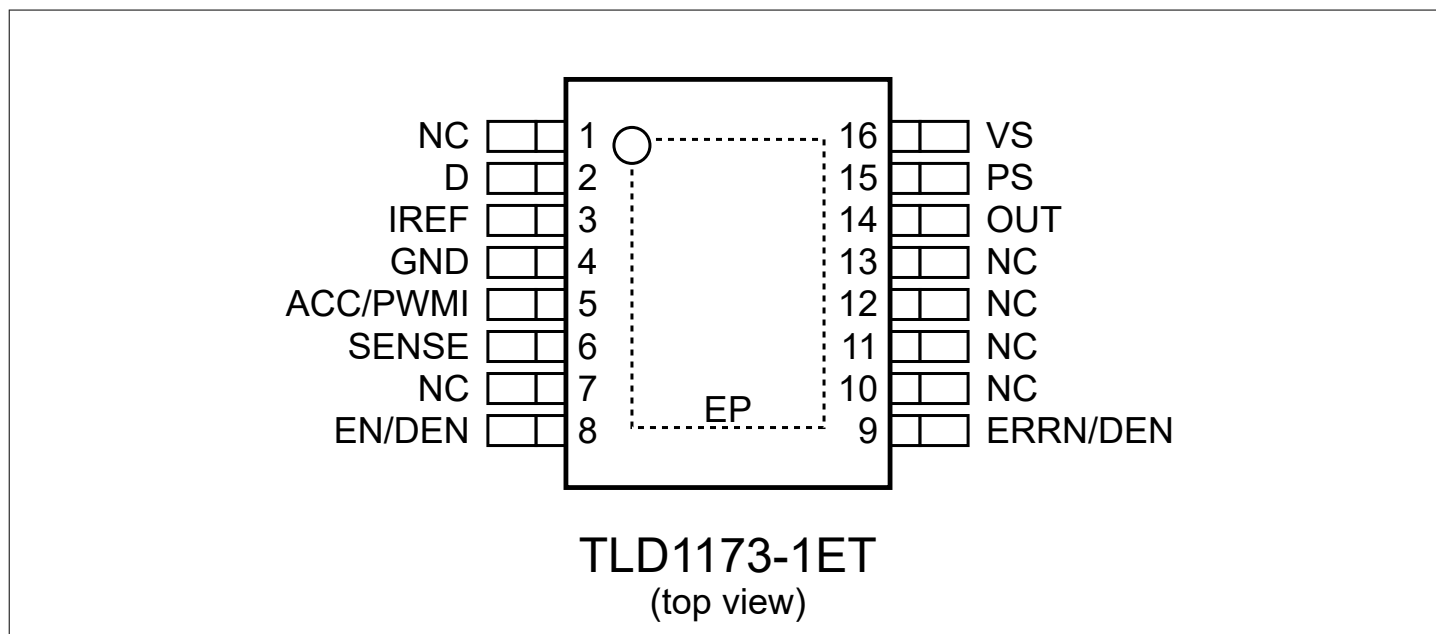 NC 1 16 VS
D 2 15 PS
IREF 3 14 OUT
GND 4 13 NC
ACC/PWMI 5 12 NC
SENSE 6 11 NC
NC 7 10 NC
EP
EN/DEN 8 9 ERRN/DEN
TLD1173-1ET
(top view)